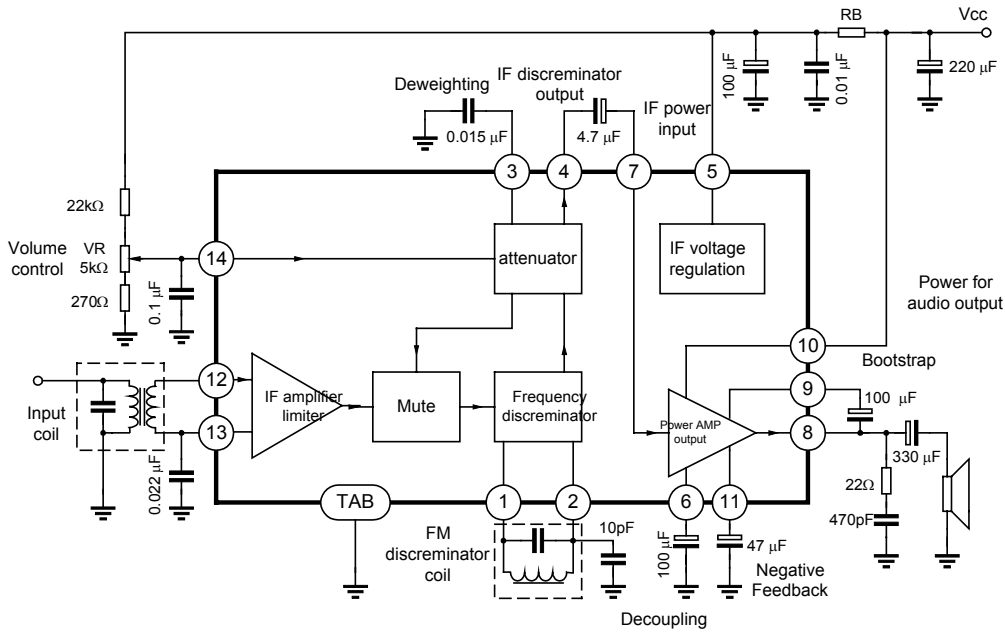 RB
Vcc
100 µF
0.01 µF
220 µF
Deweighting
0.015 µF
IF discreminator
output
4.7 µF
IF power
input
3
4
7
5
22kΩ
Volume
control
VR
5kΩ
270Ω
0.1 µF
14
attenuator
IF voltage
regulation
Power for
audio output
10
Bootstrap
9
100 µF
8
330 µF
12
13
Input
coil
0.022 µF
IF amplifier
limiter
Mute
Frequency
discreminator
Power AMP
output
22Ω
470pF
TAB
1
2
6
11
FM
discreminator
coil
10pF
100 µF
47 µF
Negative
Feedback
Decoupling